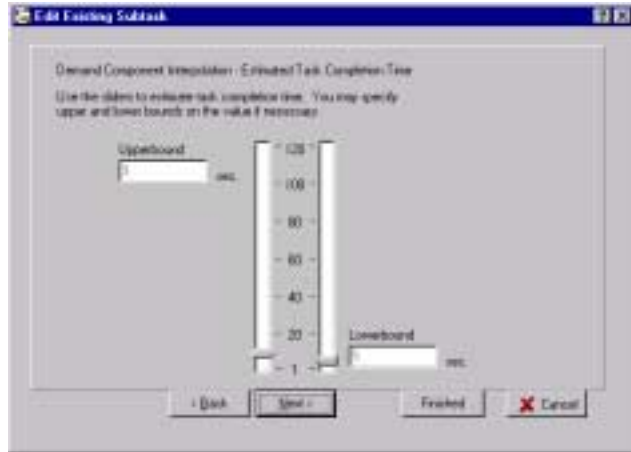 Edit Existing Subtask
Demand Component Interpolation - Estimated Task Completion Time
Use the sliders to estimate task completion time. You may specify
upper and lower bounds on the value if necessary
Upperbound
sec.
120
100
80
60
40
20
1
Lowerbound
sec.
< Back
Next >
Finished
Cancel